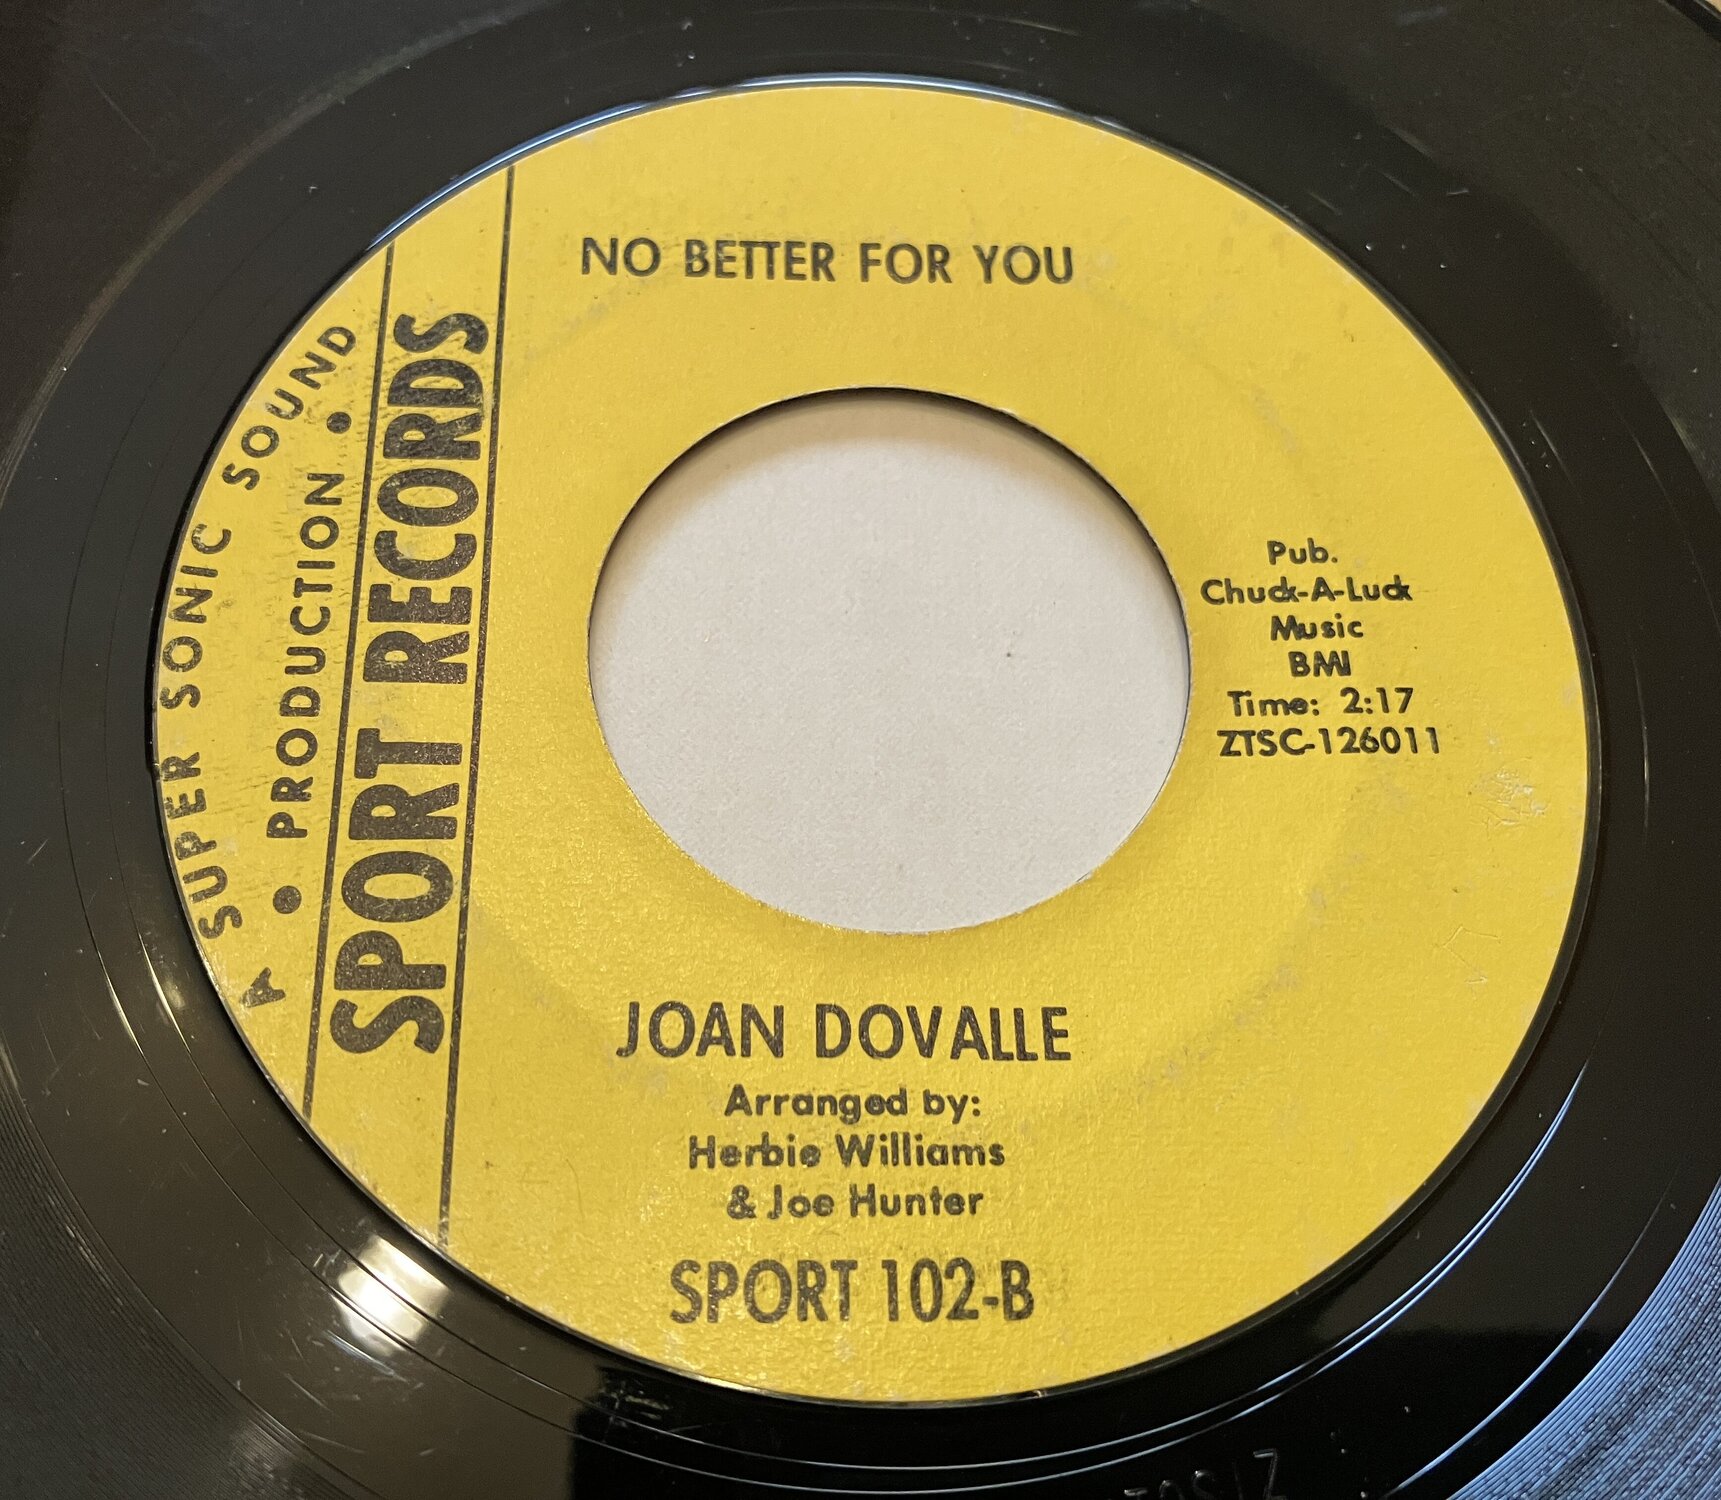 NO BETTER FOR YOU
A SUPER SONIC SOUND
• PRODUCTION •
SPORT RECORDS
Pub.
Chuck-A-Luck
Music
BMI
Time: 2:17
ZTSC-126011
JOAN DOVALLE
Arranged by:
Herbie Williams
& Joe Hunter
SPORT 102-B